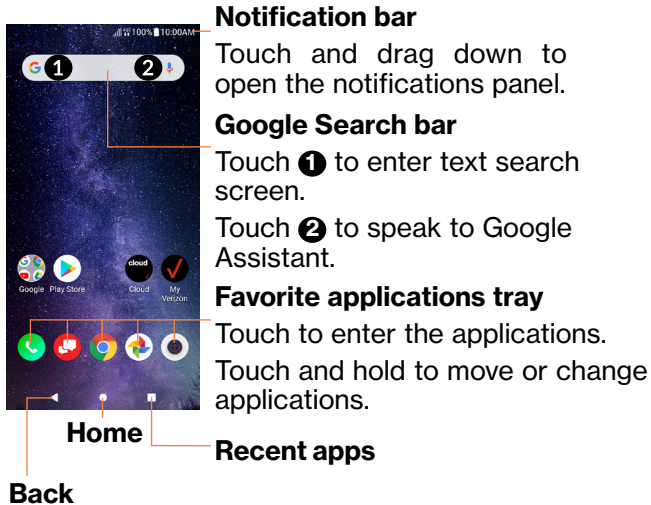 100% 10:00AM
G 1 2
Google Play Store Cloud My Verizon
cloud
Notification bar
Touch and drag down to
open the notifications panel.
Google Search bar
Touch 1 to enter text search
screen.
Touch 2 to speak to Google
Assistant.
Favorite applications tray
Touch to enter the applications.
Touch and hold to move or change
applications.
Home
Recent apps
Back